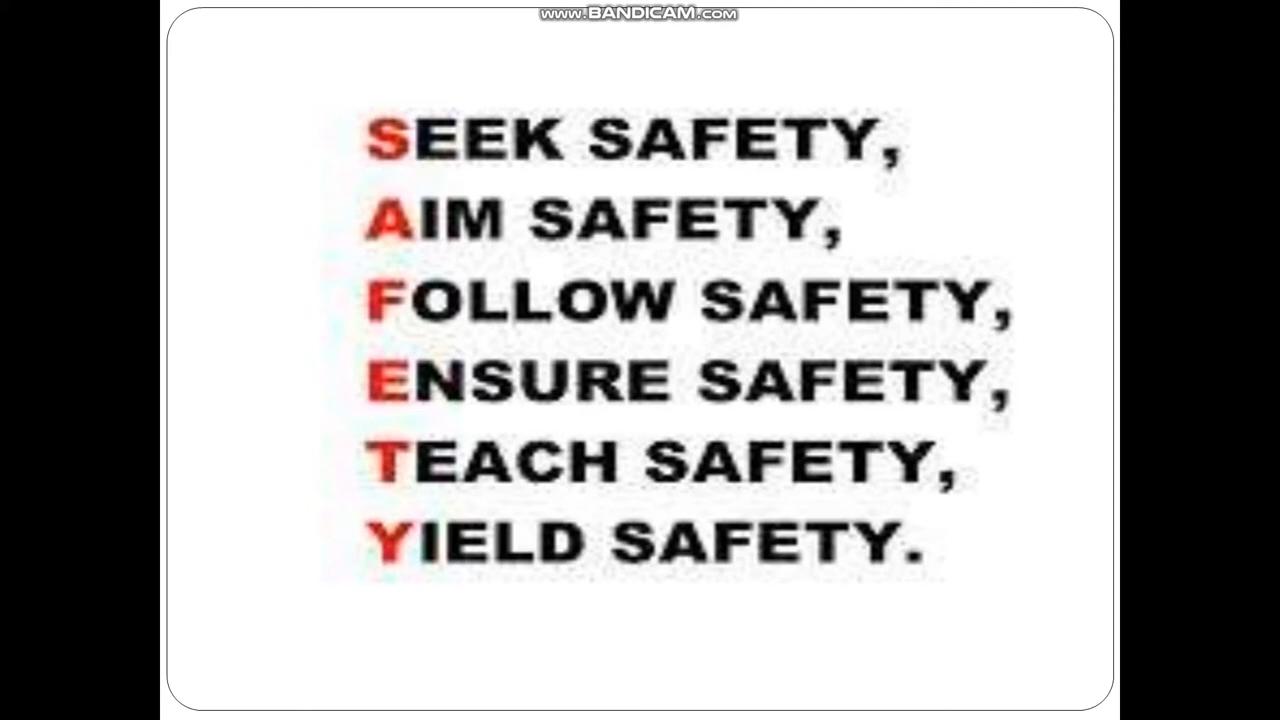 www.BANDICAM.com
SEEK SAFETY,
AIM SAFETY,
FOLLOW SAFETY,
ENSURE SAFETY,
TEACH SAFETY,
YIELD SAFETY.